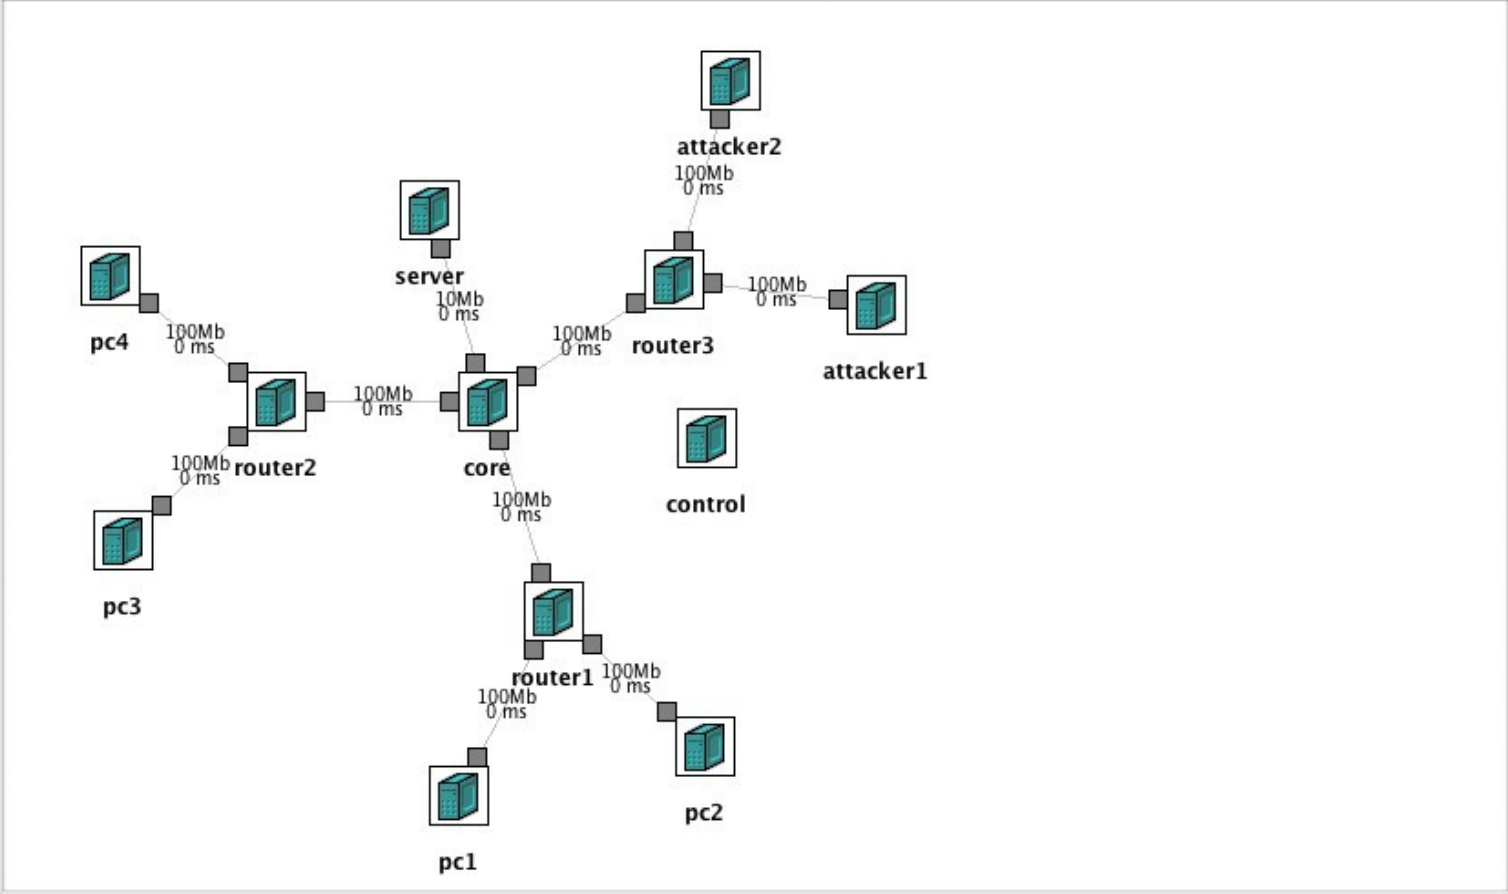 attacker2
100Mb
0 ms
server
10Mb
0 ms
pc4
100Mb
0 ms
100Mb
0 ms
router3
100Mb
0 ms
attacker1
100Mb
0 ms
router2
100Mb
0 ms
core
control
100Mb
0 ms
pc3
router1
100Mb
0 ms
100Mb
0 ms
pc2
pc1